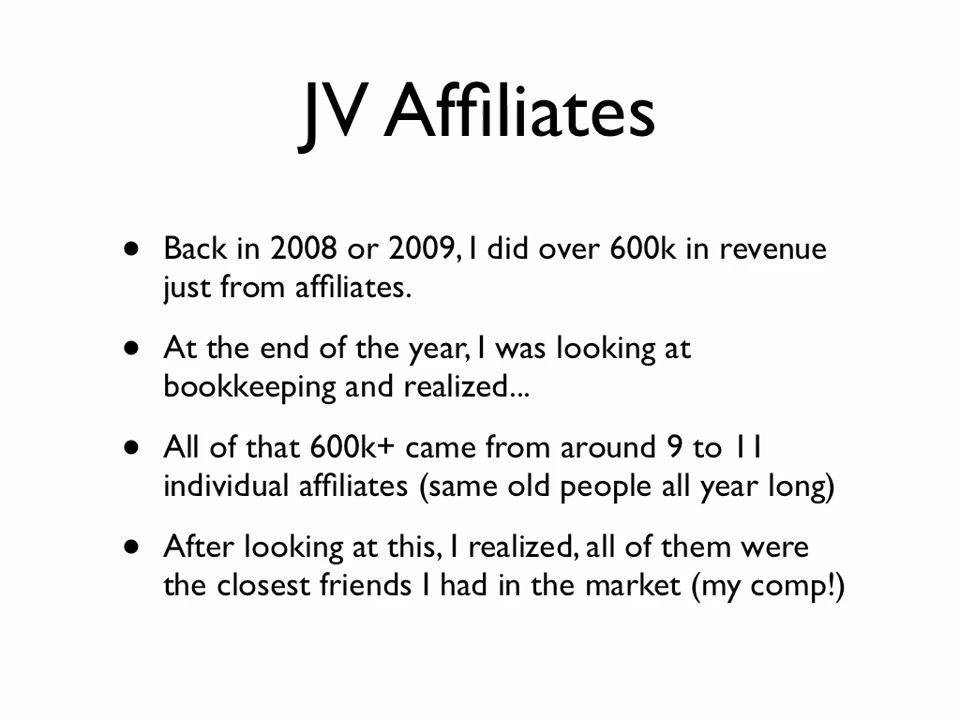 JV Affiliates
• Back in 2008 or 2009, I did over 600k in revenue
just from affiliates.
• At the end of the year, I was looking at
bookkeeping and realized...
• All of that 600k+ came from around 9 to 11
individual affiliates (same old people all year long)
• After looking at this, I realized, all of them were
the closest friends I had in the market (my comp!)